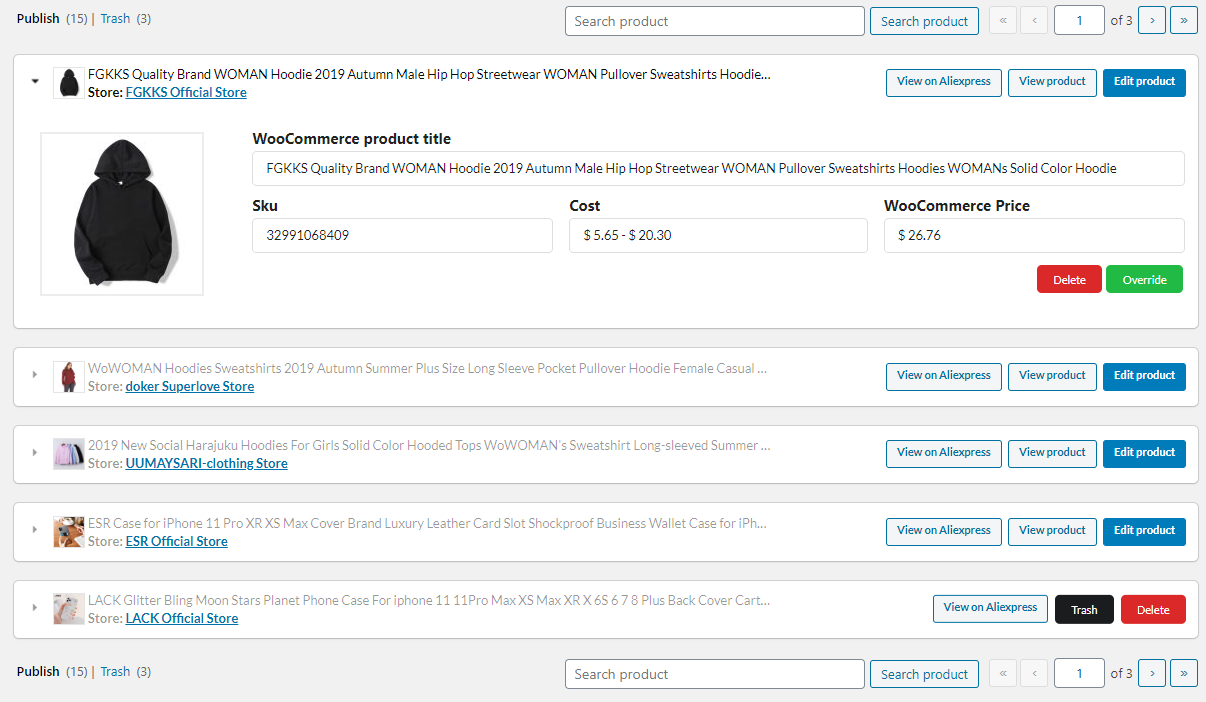 Publish (15) | Trash (3)
Search product
Search product
« ‹ 1 of 3 › »
FGKKS Quality Brand WOMAN Hoodie 2019 Autumn Male Hip Hop Streetwear WOMAN Pullover Sweatshirts Hoodie...
Store: FGKKS Official Store
View on Aliexpress
View product
Edit product
WooCommerce product title
FGKKS Quality Brand WOMAN Hoodie 2019 Autumn Male Hip Hop Streetwear WOMAN Pullover Sweatshirts Hoodies WOMANs Solid Color Hoodie
Sku
Cost
WooCommerce Price
32991068409
$ 5.65 - $ 20.30
$ 26.76
Delete
Override
WoWOMAN Hoodies Sweatshirts 2019 Autumn Summer Plus Size Long Sleeve Pocket Pullover Hoodie Female Casual ...
Store: doker Superlove Store
View on Aliexpress
View product
Edit product
2019 New Social Harajuku Hoodies For Girls Solid Color Hooded Tops WoWOMAN's Sweatshirt Long-sleeved Summer ...
Store: UUMAYSARI-clothing Store
View on Aliexpress
View product
Edit product
ESR Case for iPhone 11 Pro XR XS Max Cover Brand Luxury Leather Card Slot Shockproof Business Wallet Case for iPh...
Store: ESR Official Store
View on Aliexpress
View product
Edit product
LACK Glitter Bling Moon Stars Planet Phone Case For iphone 11 11Pro Max XS Max XR X 6S 6 7 8 Plus Back Cover Cart...
Store: LACK Official Store
View on Aliexpress
Trash
Delete
Publish (15) | Trash (3)
Search product
Search product
« ‹ 1 of 3 › »